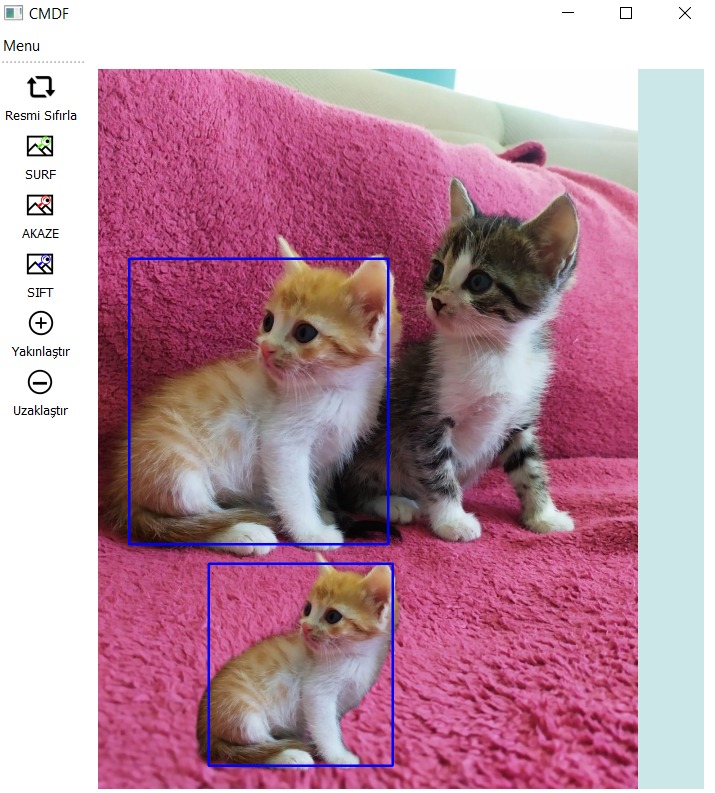 CMDF
Menu
Resmi Sıfırla
SURF
AKAZE
SIFT
Yakınlaştır
Uzaklaştır